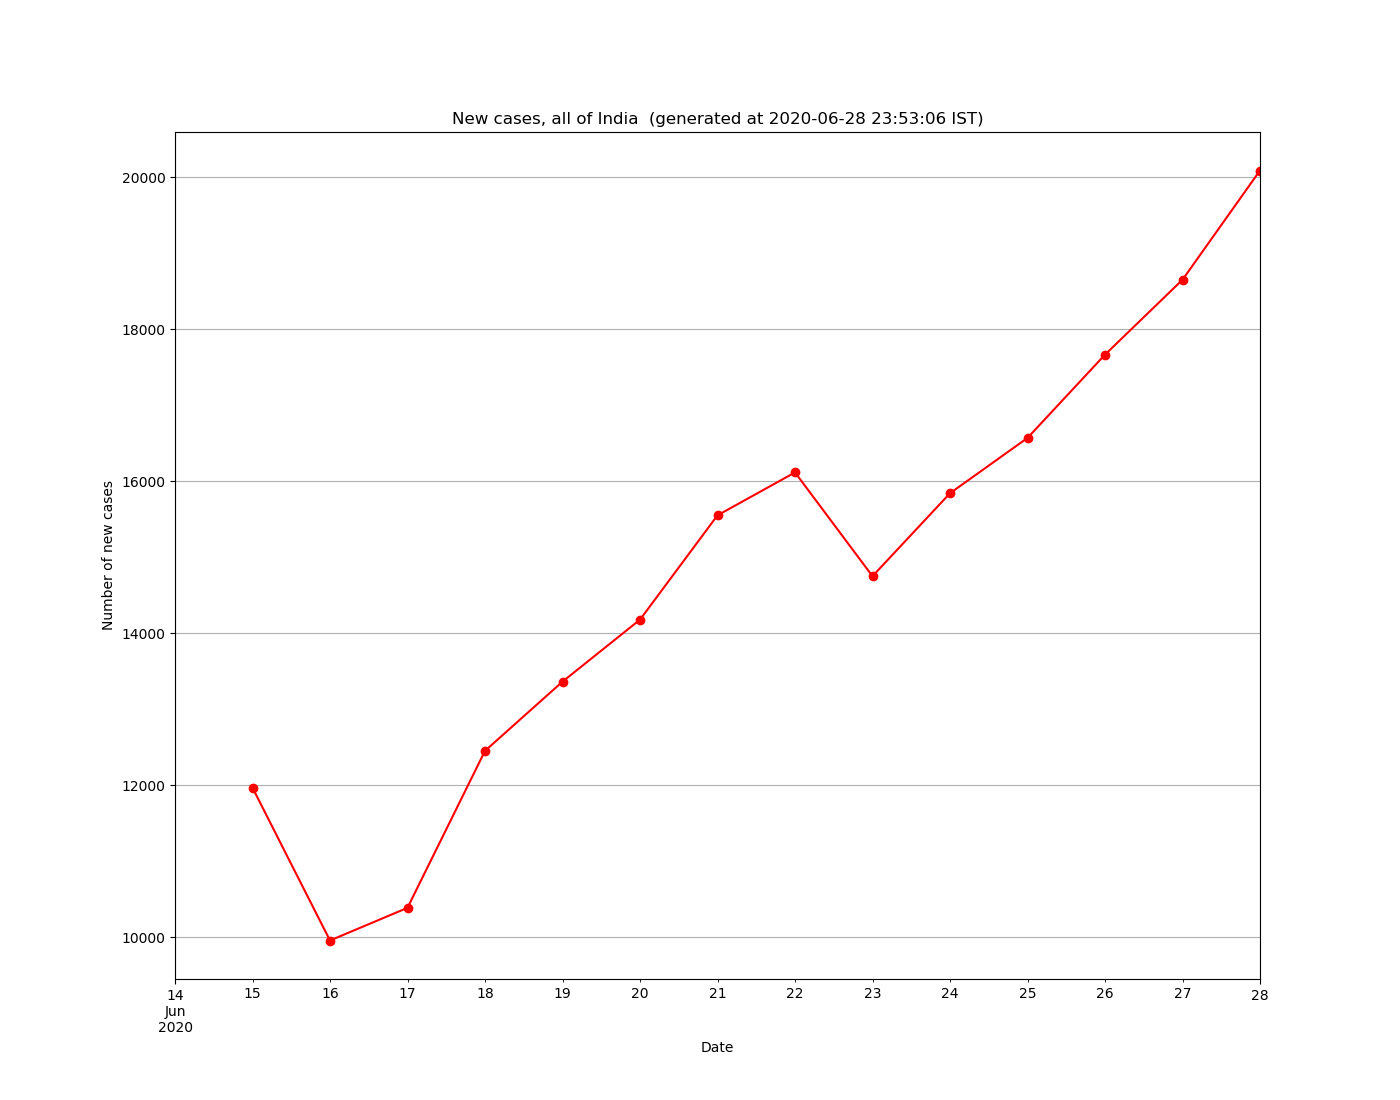 New cases, all of India  (generated at 2020-06-28 23:53:06 IST)
20000
18000
16000
14000
12000
10000
Number of new cases
14 15 16 17 18 19 20 21 22 23 24 25 26 27 28
Jun
2020
Date